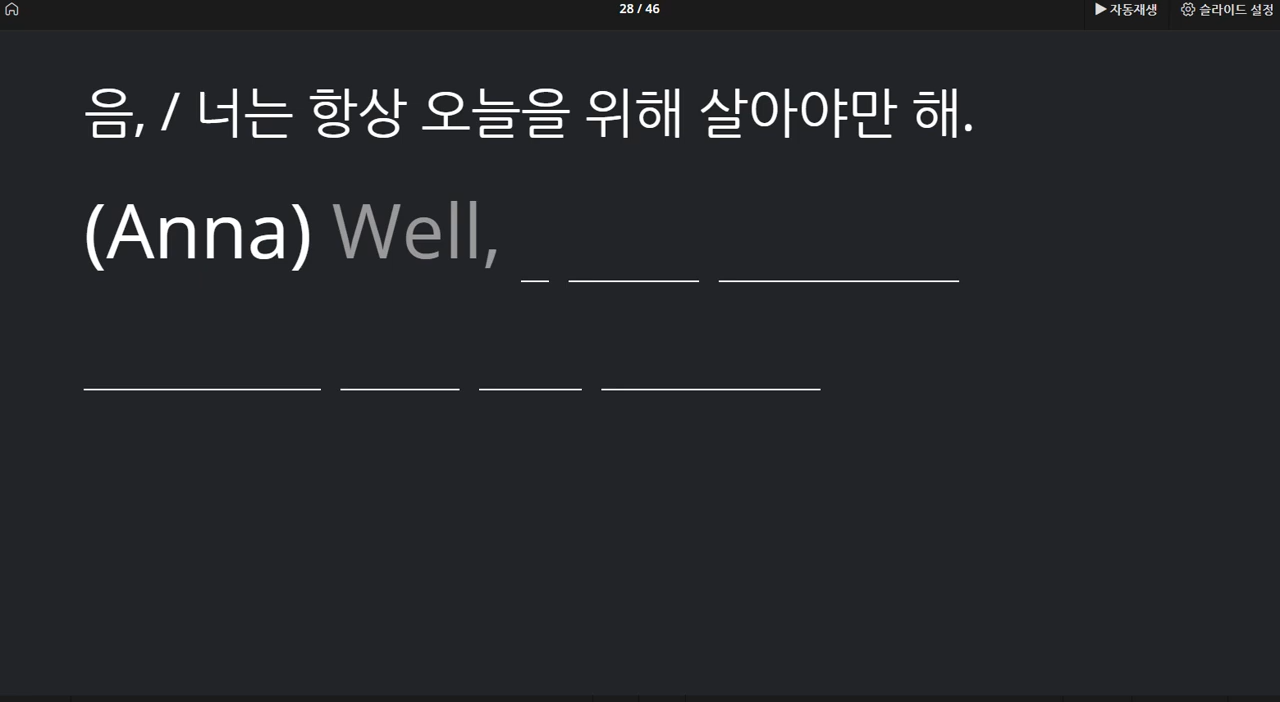 28 / 46
▶ 자동재생
슬라이드 설정
음, / 너는 항상 오늘을 위해 살아야만 해.
(Anna) Well,